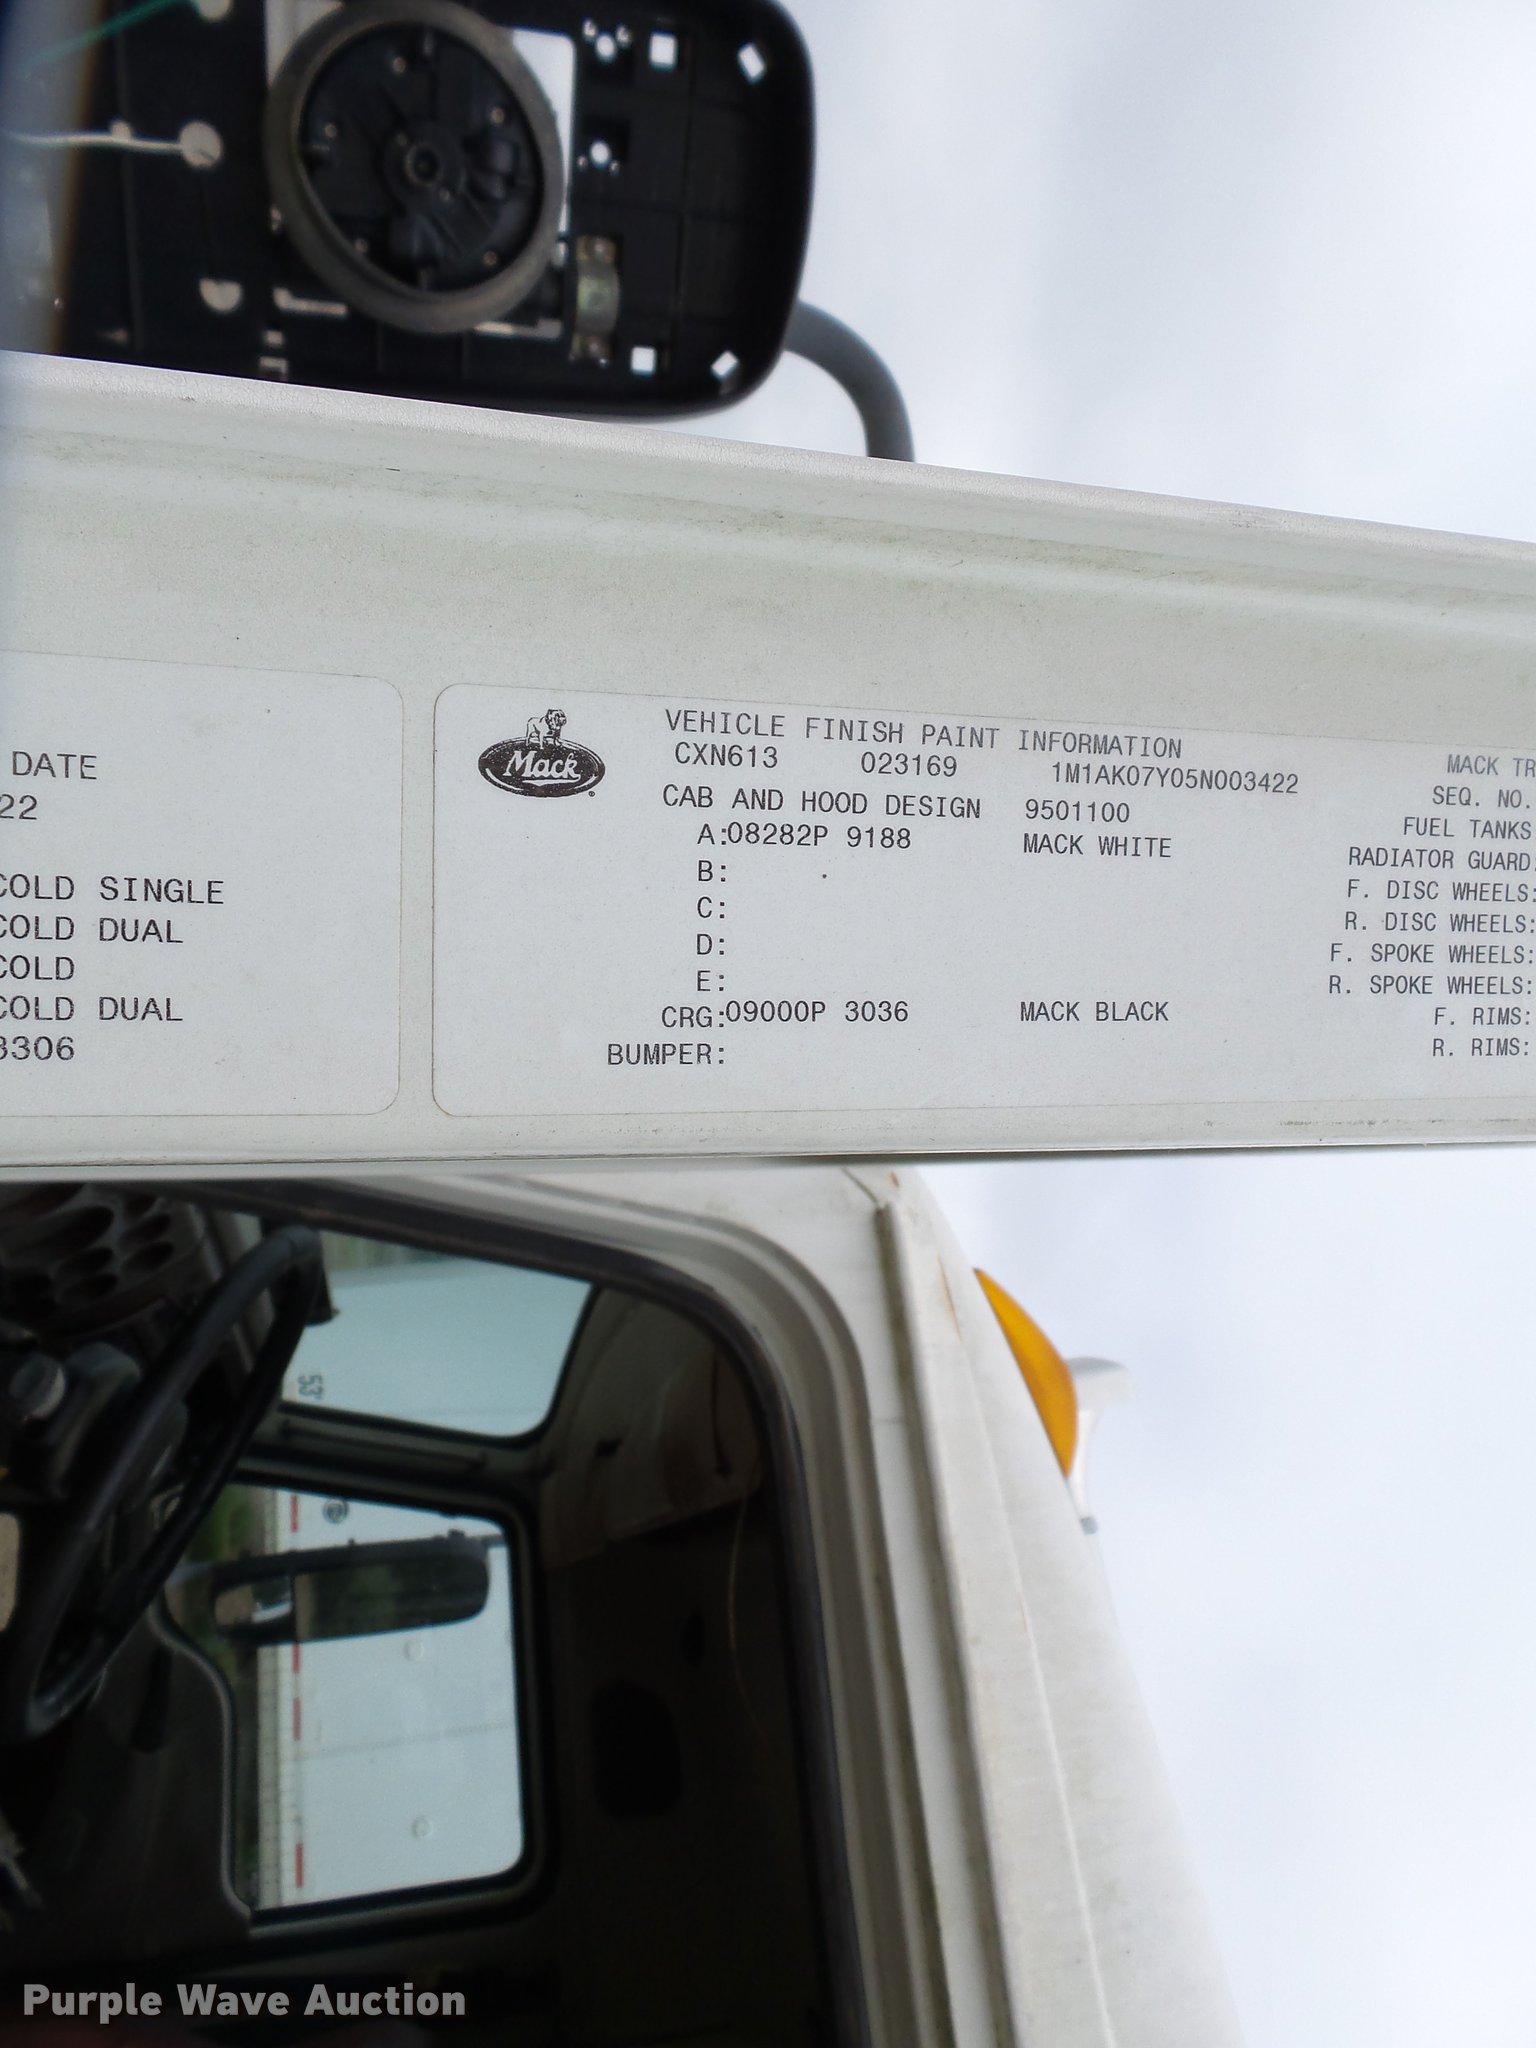 DATE
22
COLD SINGLE
COLD DUAL
COLD
COLD DUAL
3306
Mack
VEHICLE FINISH PAINT INFORMATION
CXN613 023169 1M1AK07Y05N003422
CAB AND HOOD DESIGN 9501100
A:08282P 9188 MACK WHITE
B:
C:
D:
E:
CRG:09000P 3036 MACK BLACK
BUMPER:
MACK TR
SEQ. NO.
FUEL TANKS
RADIATOR GUARD:
F. DISC WHEELS:
R. DISC WHEELS:
F. SPOKE WHEELS:
R. SPOKE WHEELS:
F. RIMS:
R. RIMS:
53'
Purple Wave Auction